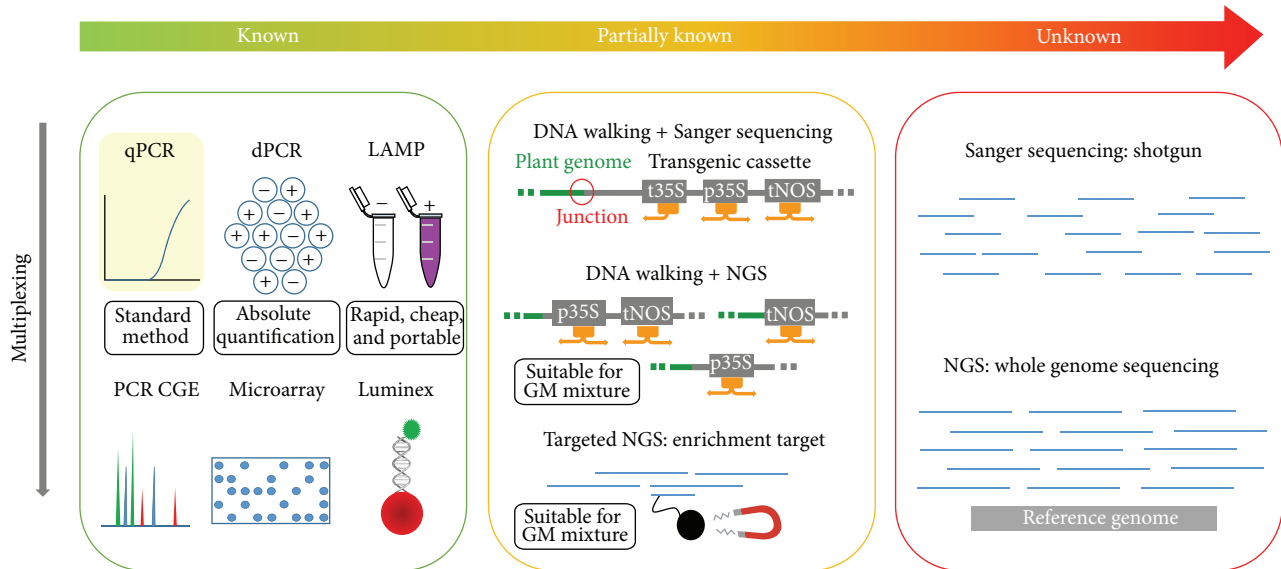 Known
Partially known
Unknown
Multiplexing
qPCR
dPCR
LAMP
− +
− + −
+ + − +
− − +
+ −
− +
Standard
method
Absolute
quantification
Rapid, cheap,
and portable
PCR CGE
Microarray
Luminex
DNA walking + Sanger sequencing
Plant genome
Transgenic cassette
t35S
p35S
tNOS
Junction
DNA walking + NGS
p35S
tNOS
tNOS
p35S
Suitable for
GM mixture
Targeted NGS: enrichment target
Suitable for
GM mixture
Sanger sequencing: shotgun
NGS: whole genome sequencing
Reference genome